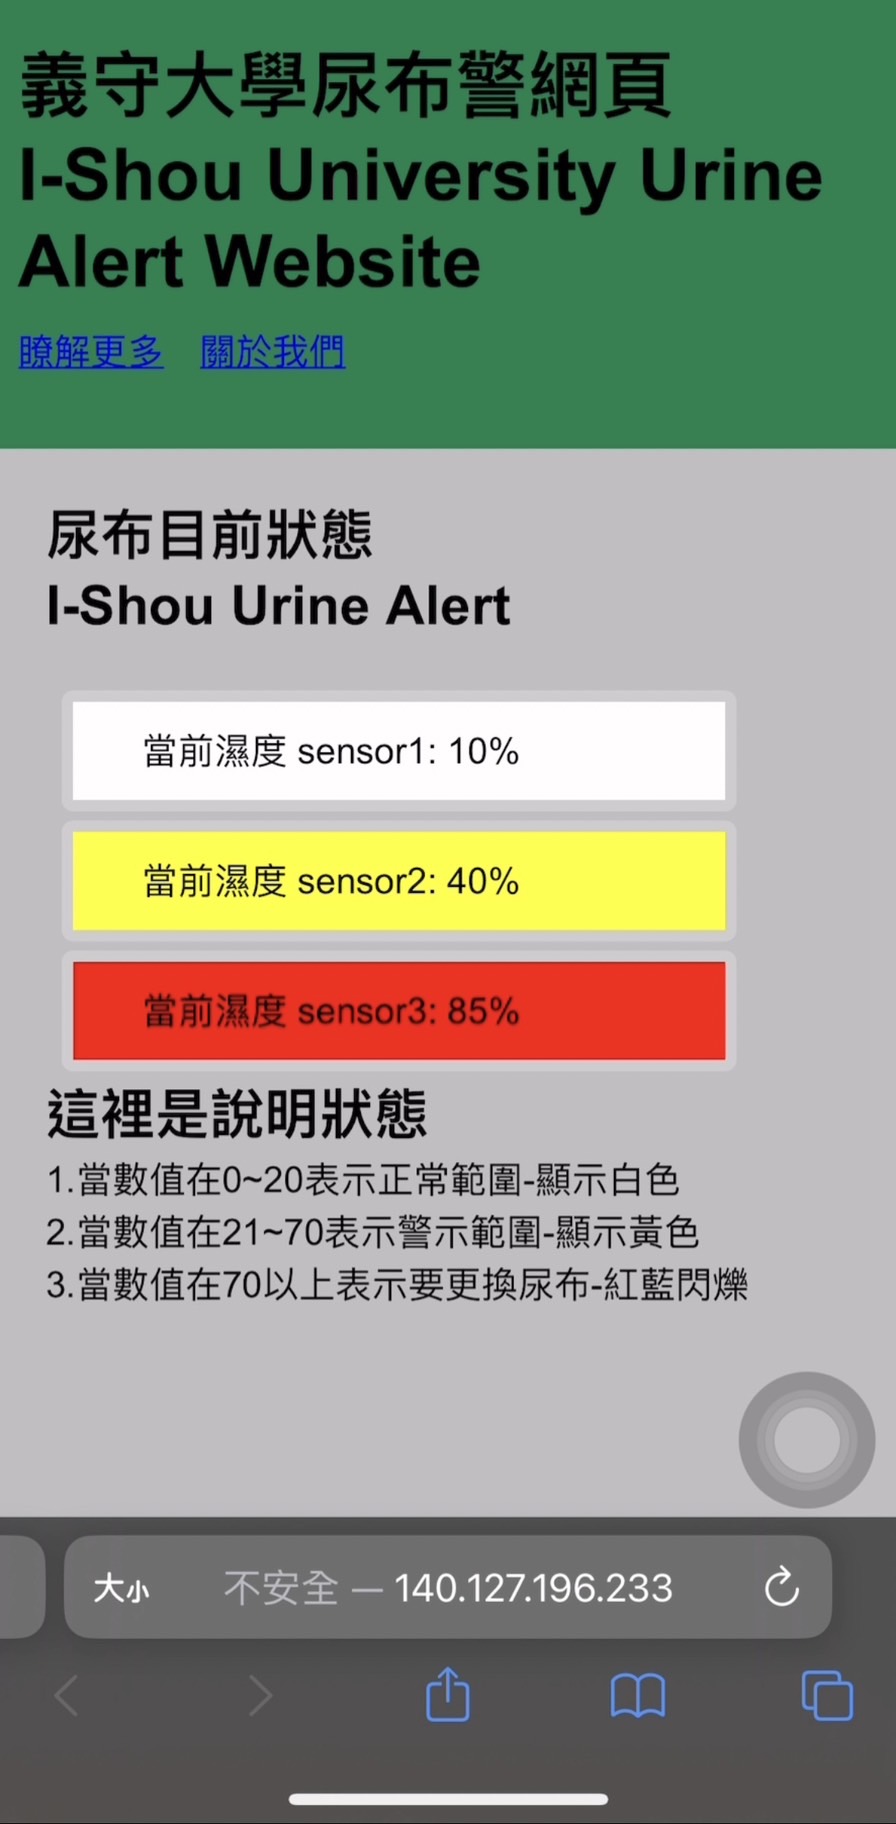 義守大學尿布警網頁
I-Shou University Urine
Alert Website
瞭解更多 關於我們
尿布目前狀態
I-Shou Urine Alert
當前濕度 sensor1: 10%
當前濕度 sensor2: 40%
當前濕度 sensor3: 85%
這裡是說明狀態
1.當數值在0~20表示正常範圍-顯示白色
2.當數值在21~70表示警示範圍-顯示黃色
3.當數值在70以上表示要更換尿布-紅藍閃爍
大小 不安全 — 140.127.196.233